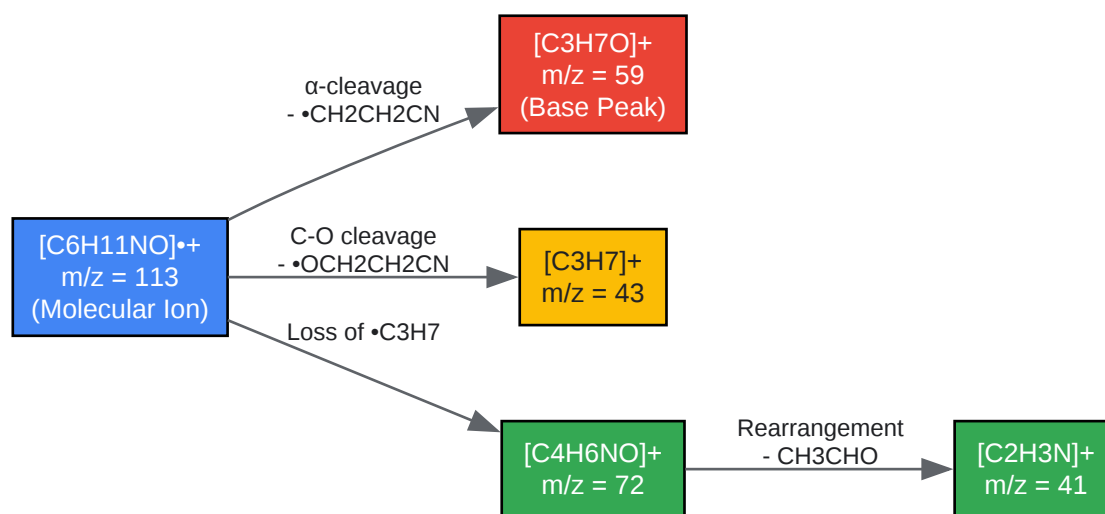 [C3H7O]+
m/z = 59
(Base Peak)
α-cleavage
- •CH2CH2CN
[C6H11NO]•+
m/z = 113
(Molecular Ion)
C-O cleavage
- •OCH2CH2CN
[C3H7]+
m/z = 43
Loss of •C3H7
[C4H6NO]+
m/z = 72
Rearrangement
- CH3CHO
[C2H3N]+
m/z = 41